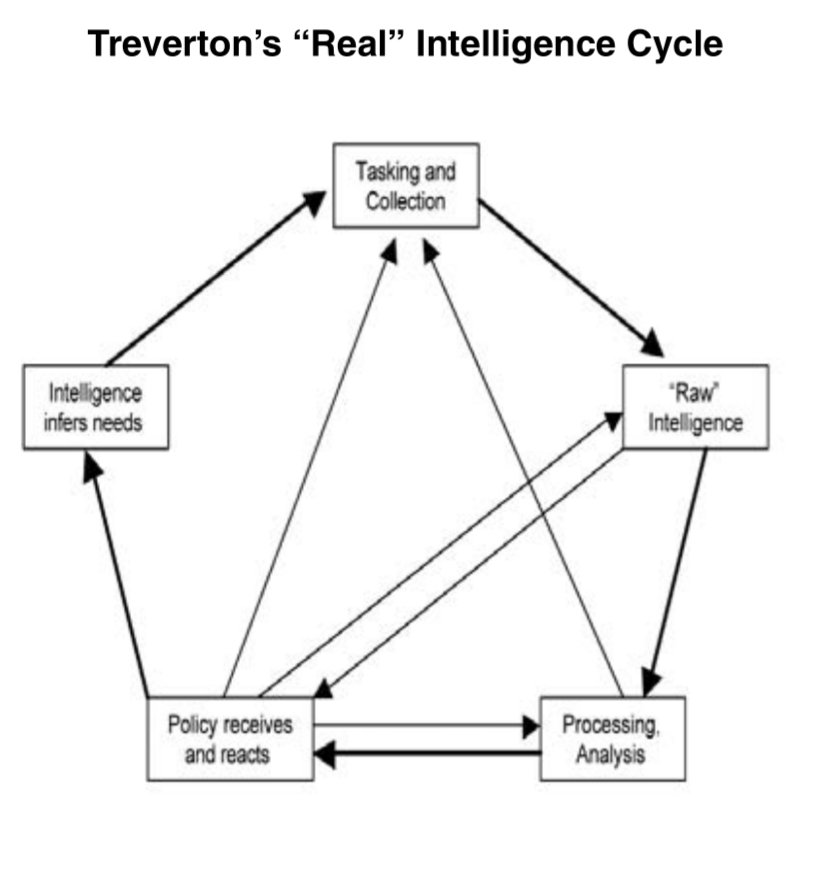 Treverton’s “Real” Intelligence Cycle
Tasking and
Collection
Intelligence
infers needs
“Raw”
Intelligence
Policy receives
and reacts
Processing,
Analysis